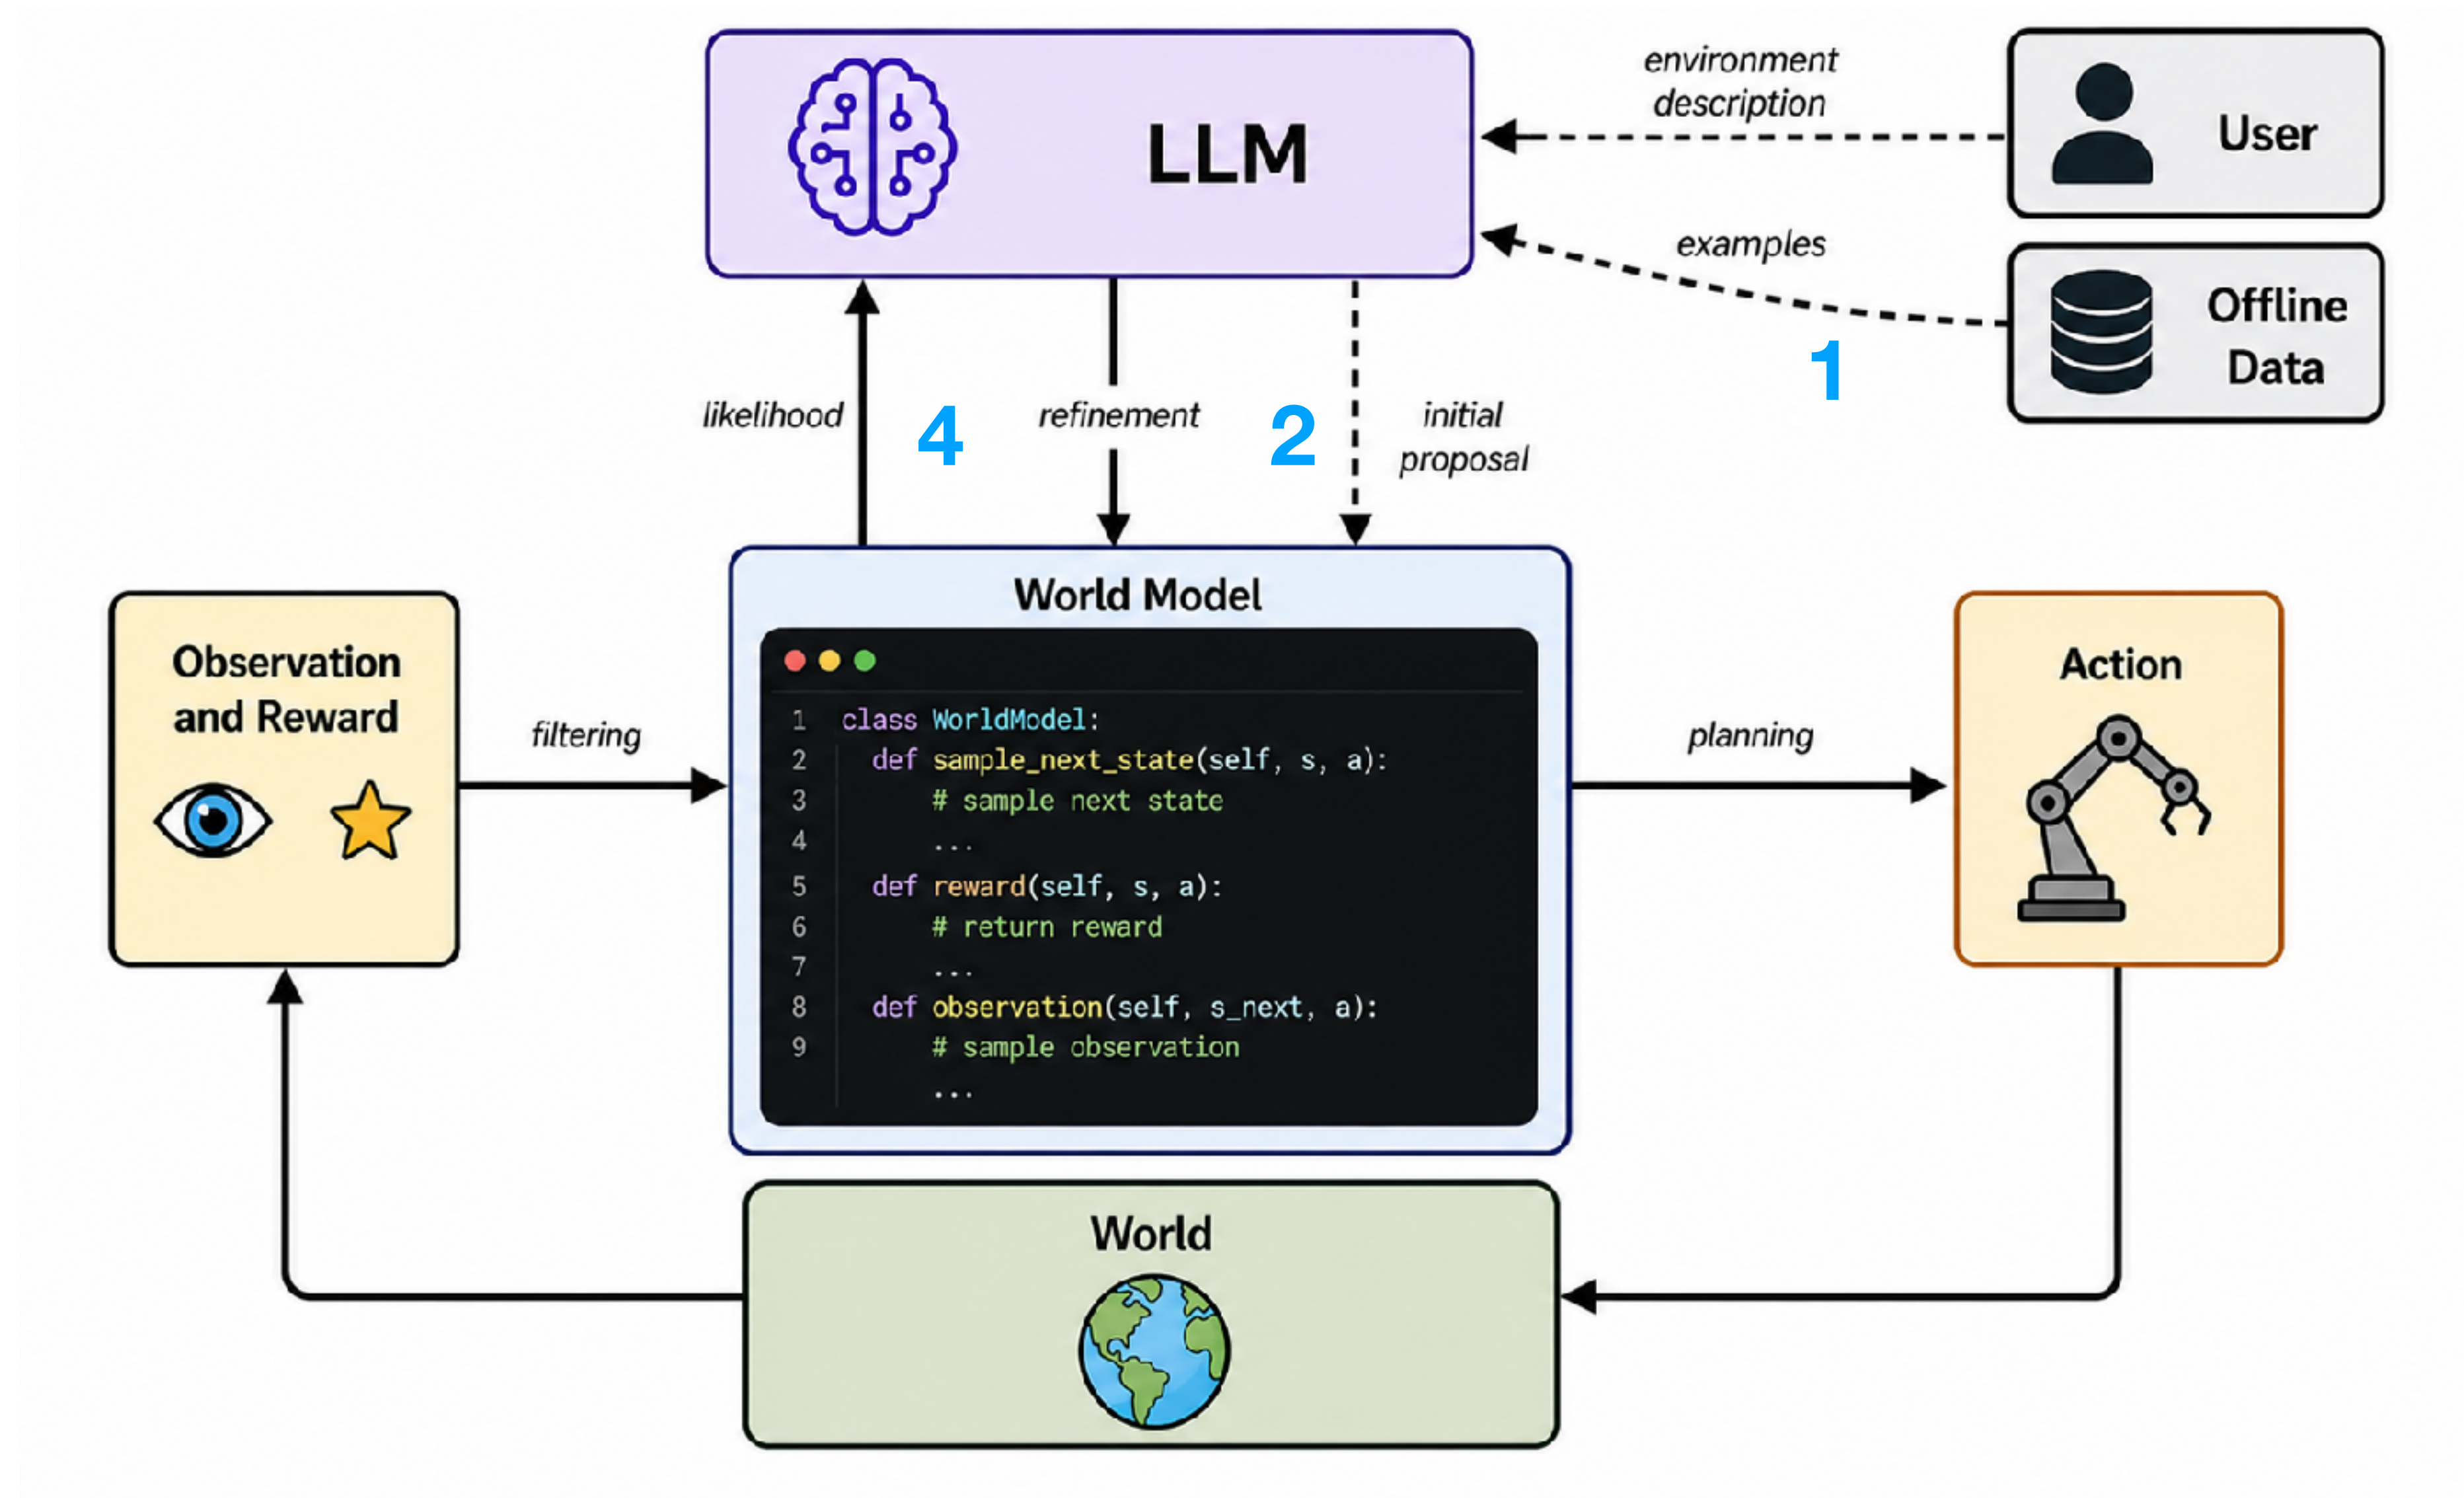 LLM
environment
description
User
examples
Offline
Data
1
likelihood
4
refinement
2
initial
proposal
World Model
Observation
and Reward
filtering
1 class WorldModel:
2 def sample_next_state(self, s, a):
3 # sample next state
4 ...
5 def reward(self, s, a):
6 # return reward
7 ...
8 def observation(self, s_next, a):
9 # sample observation
...
planning
Action
World